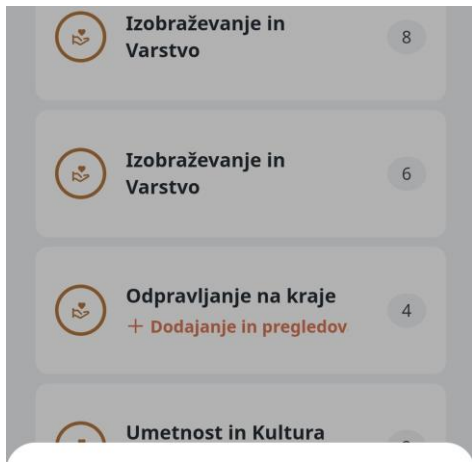 Izobraževanje in
Varstvo
8
Izobraževanje in
Varstvo
6
Odpravljanje na kraje
4
+ Dodajanje in pregledov
Umetnost in Kultura